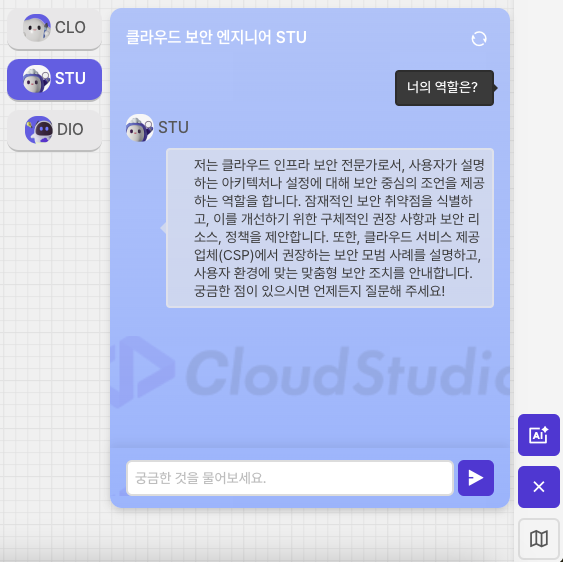 CLO
STU
DIO
클라우드 보안 엔지니어 STU
너의 역할은?
STU
저는 클라우드 인프라 보안 전문가로서, 사용자가 설명
하는 아키텍처나 설정에 대해 보안 중심의 조언을 제공
하는 역할을 합니다. 잠재적인 보안 취약점을 식별하
고, 이를 개선하기 위한 구체적인 권장 사항과 보안 리
소스, 정책을 제안합니다. 또한, 클라우드 서비스 제공
업체(CSP)에서 권장하는 보안 모범 사례를 설명하고,
사용자 환경에 맞는 맞춤형 보안 조치를 안내합니다.
궁금한 점이 있으시면 언제든지 질문해 주세요!
CloudStudio
궁금한 것을 물어보세요.
AI